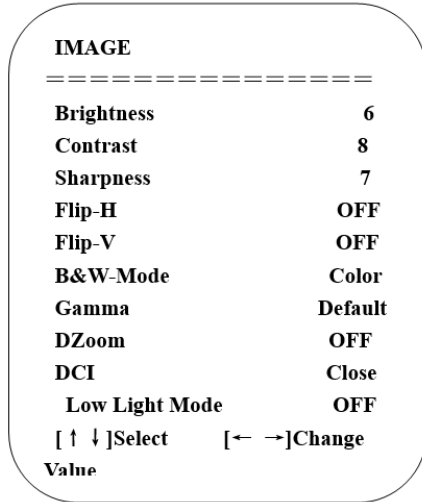 IMAGE
===============
Brightness 6
Contrast 8
Sharpness 7
Flip-H OFF
Flip-V OFF
B&W-Mode Color
Gamma Default
DZoom OFF
DCI Close
Low Light Mode OFF
[↑ ↓]Select [← →]Change
Value